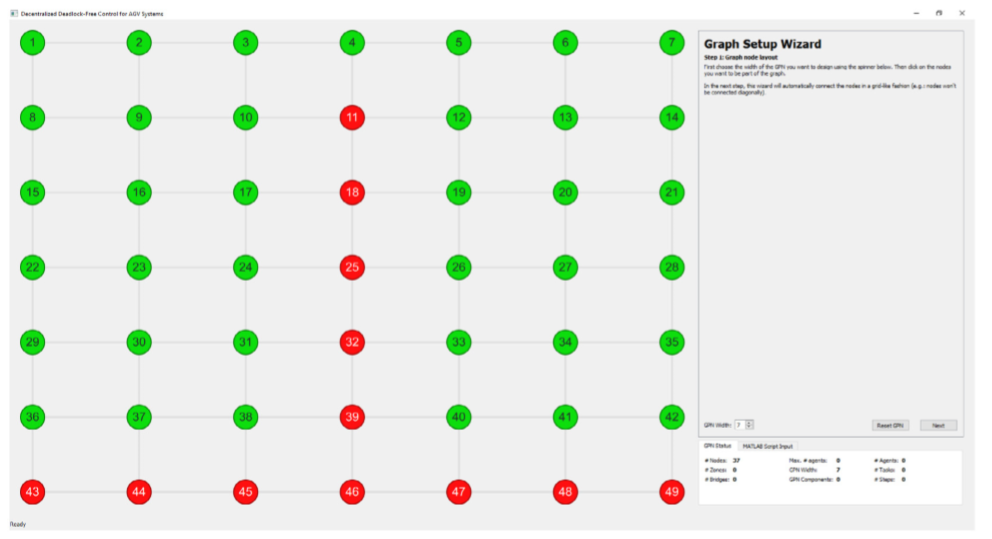 Decentralized Deadlock-Free Control for AGV Systems
1 2 3 4 5 6 7
8 9 10 11 12 13 14
15 16 17 18 19 20 21
22 23 24 25 26 27 28
29 30 31 32 33 34 35
36 37 38 39 40 41 42
43 44 45 46 47 48 49
Graph Setup Wizard
Step 1: Graph node layout
First choose the width of the GPN you want to design using the spinner below. Then click on the nodes
you want to be part of the graph.
In the next step, this wizard will automatically connect the nodes in a grid-like fashion (e.g.: nodes won't
be connected diagonally)
GPN Width: 7 Reset GPN Next
GPN Status MATLAB Script Input
# Nodes: 37 Max. # agents: 0 # Agents: 0
# Zones: 0 GPN Width: 7 # Tasks: 0
# Bridges: 0 GPN Components: 0 # Steps: 0
Ready